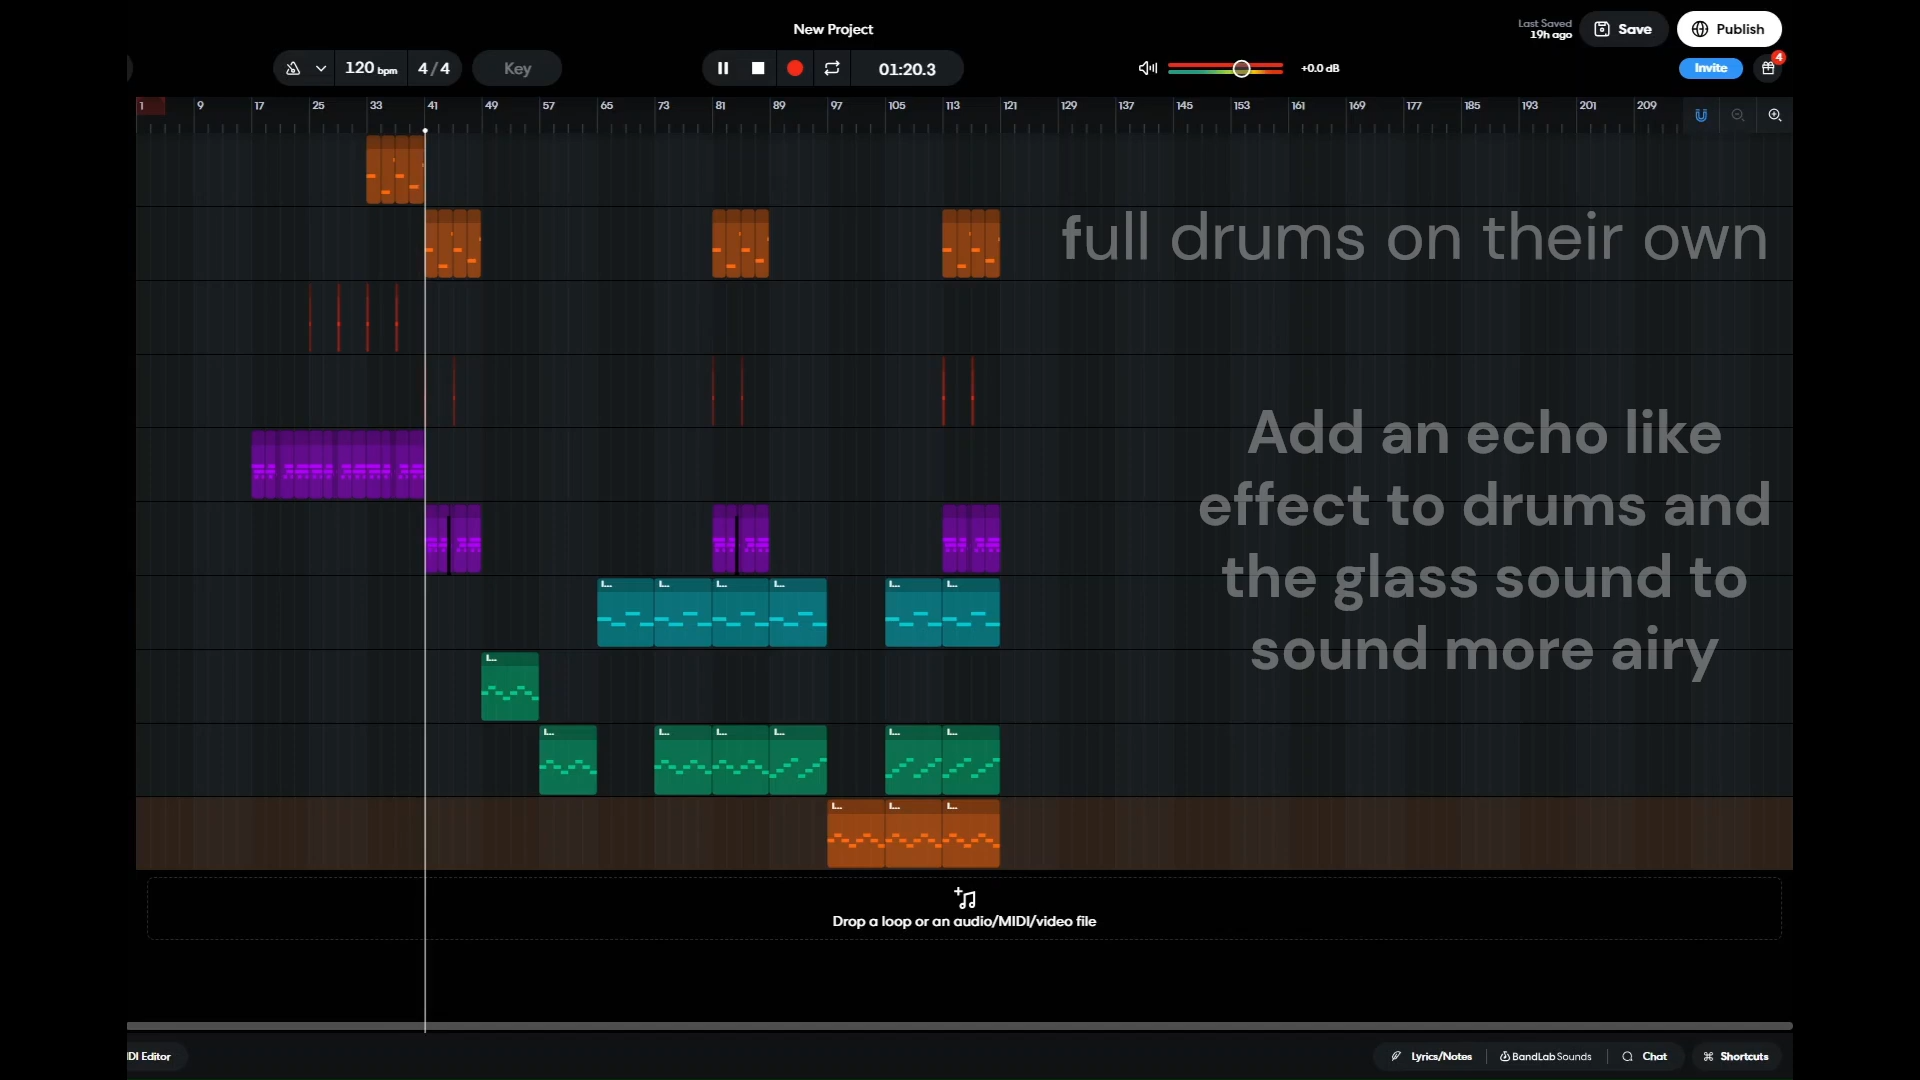 New Project
Last Saved
19h ago
Save
Publish
120 bpm
4 / 4
Key
01:20.3
+0.0 dB
Invite
4
1 9 17 25 33 41 49 57 65 73 81 89 97 105 113 121 129 137 145 153 161 169 177 185 193 201 209
full drums on their own
Add an echo like
effect to drums and
the glass sound to
sound more airy
I... I... I... I... I... I...
I...
I... I... I... I... I... I...
I... I... I...
Drop a loop or an audio/MIDI/video file
IDI Editor
Lyrics/Notes
BandLab Sounds
Chat
Shortcuts